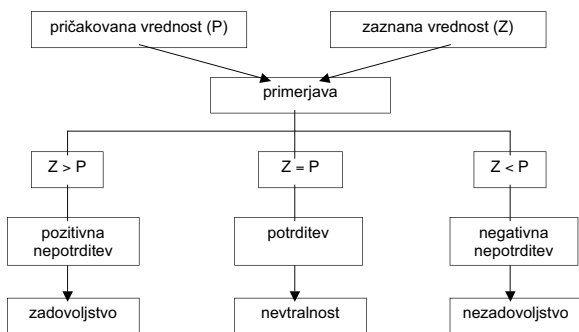 pričakovana vrednost (P)
zaznana vrednost (Z)
primerjava
Z > P
Z = P
Z < P
pozitivna
nepotrditev
potrditev
negativna
nepotrditev
zadovoljstvo
nevtralnost
nezadovoljstvo